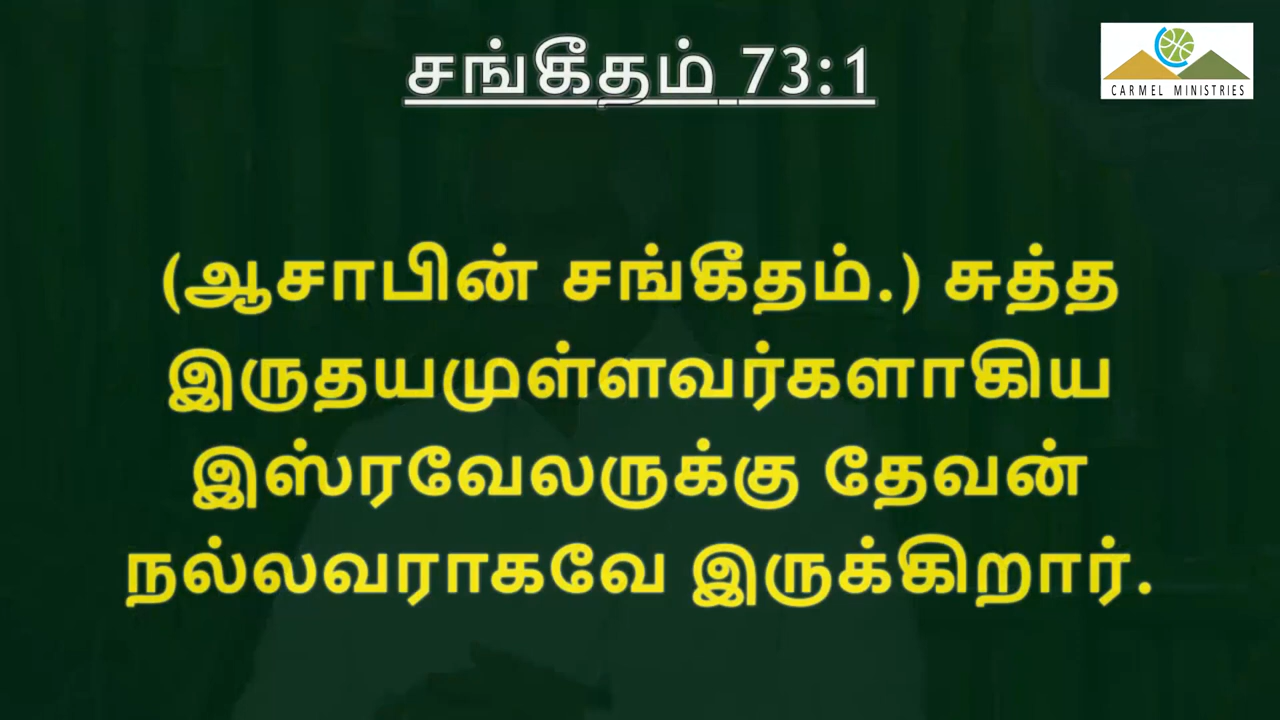 சங்கீதம் 73:1
CARMEL MINISTRIES
(ஆசாபின் சங்கீதம்.) சுத்த
இருதயமுள்ளவர்களாகிய
இஸ்ரவேலருக்கு தேவன்
நல்லவராகவே இருக்கிறார்.